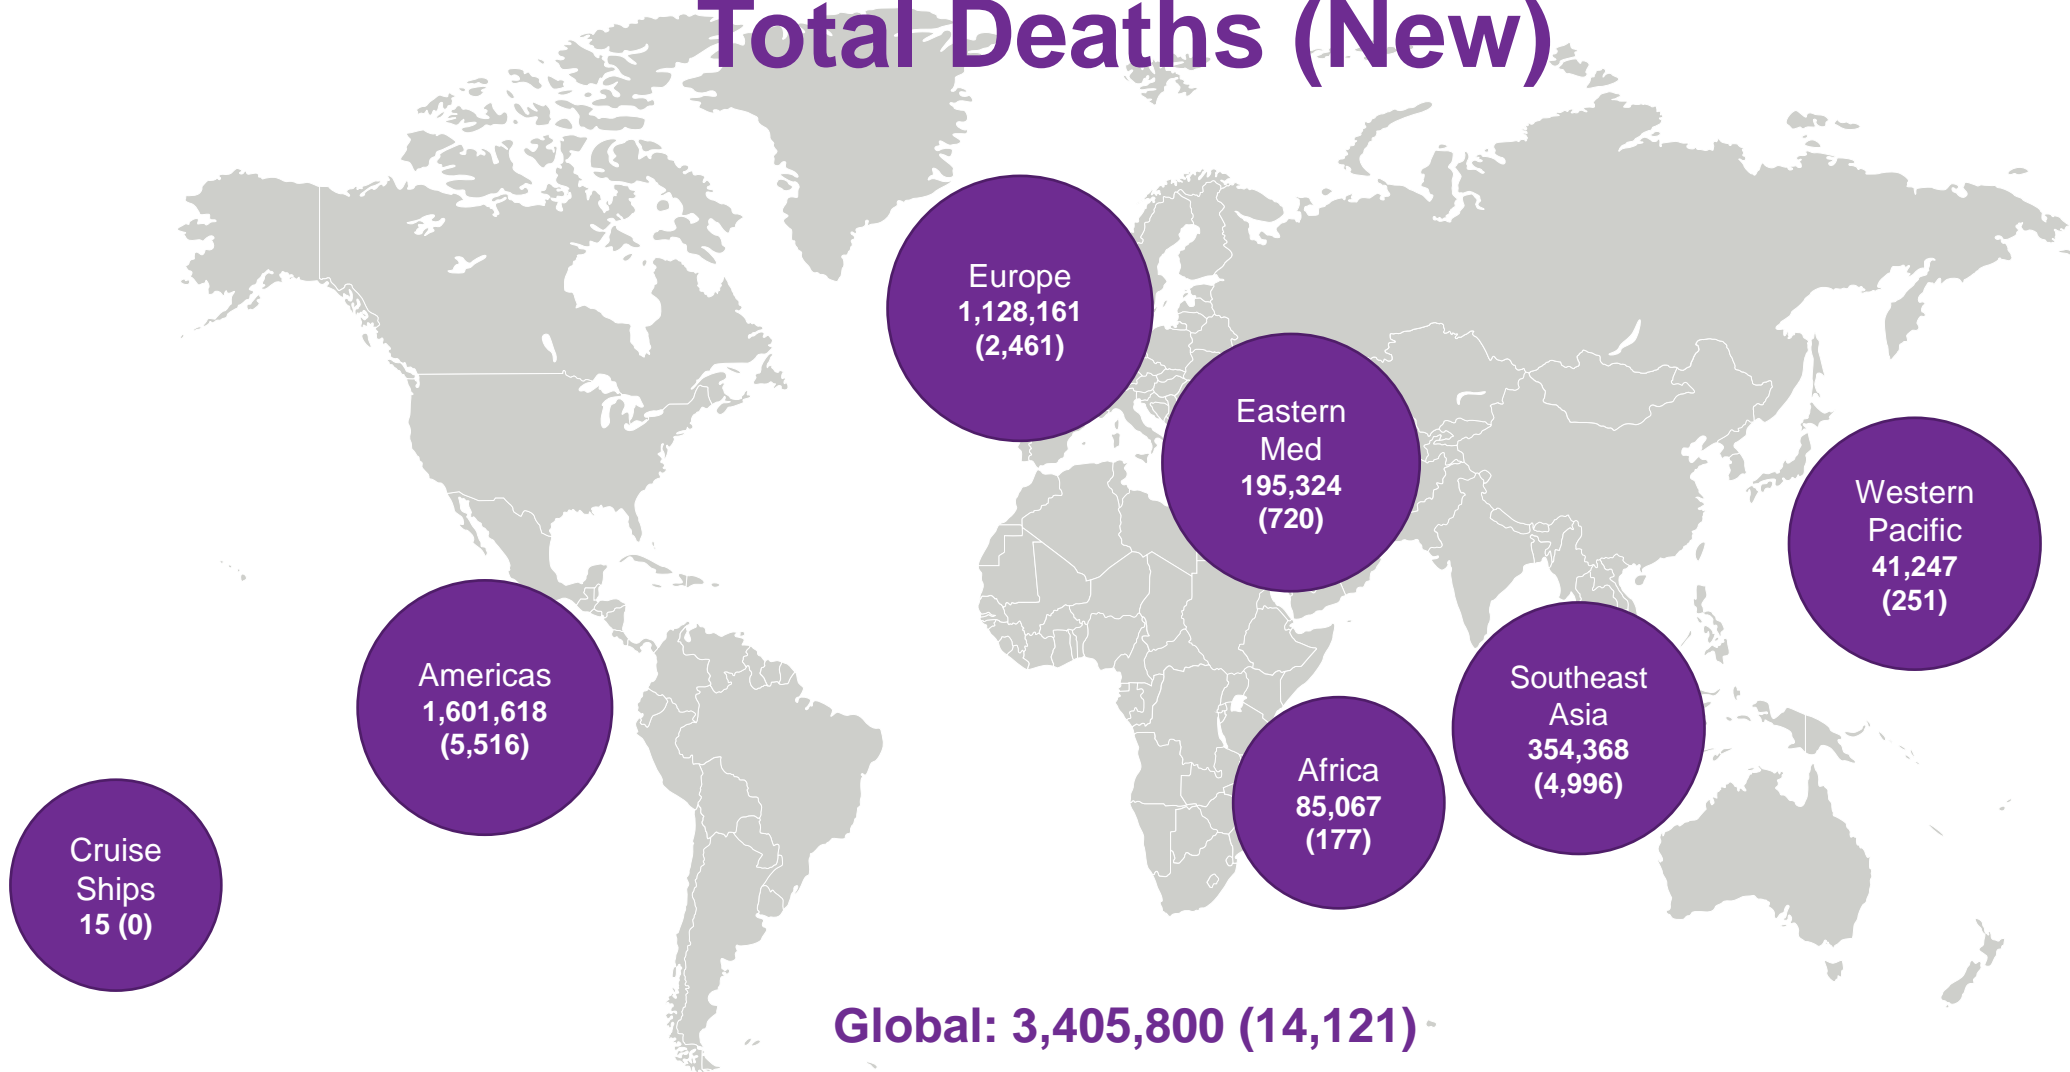 Total Deaths (New)
Europe
1,128,161
(2,461)
Eastern
Med
195,324
(720)
Western
Pacific
41,247
(251)
Americas
1,601,618
(5,516)
Southeast
Asia
354,368
(4,996)
Africa
85,067
(177)
Cruise
Ships
15 (0)
Global: 3,405,800 (14,121)